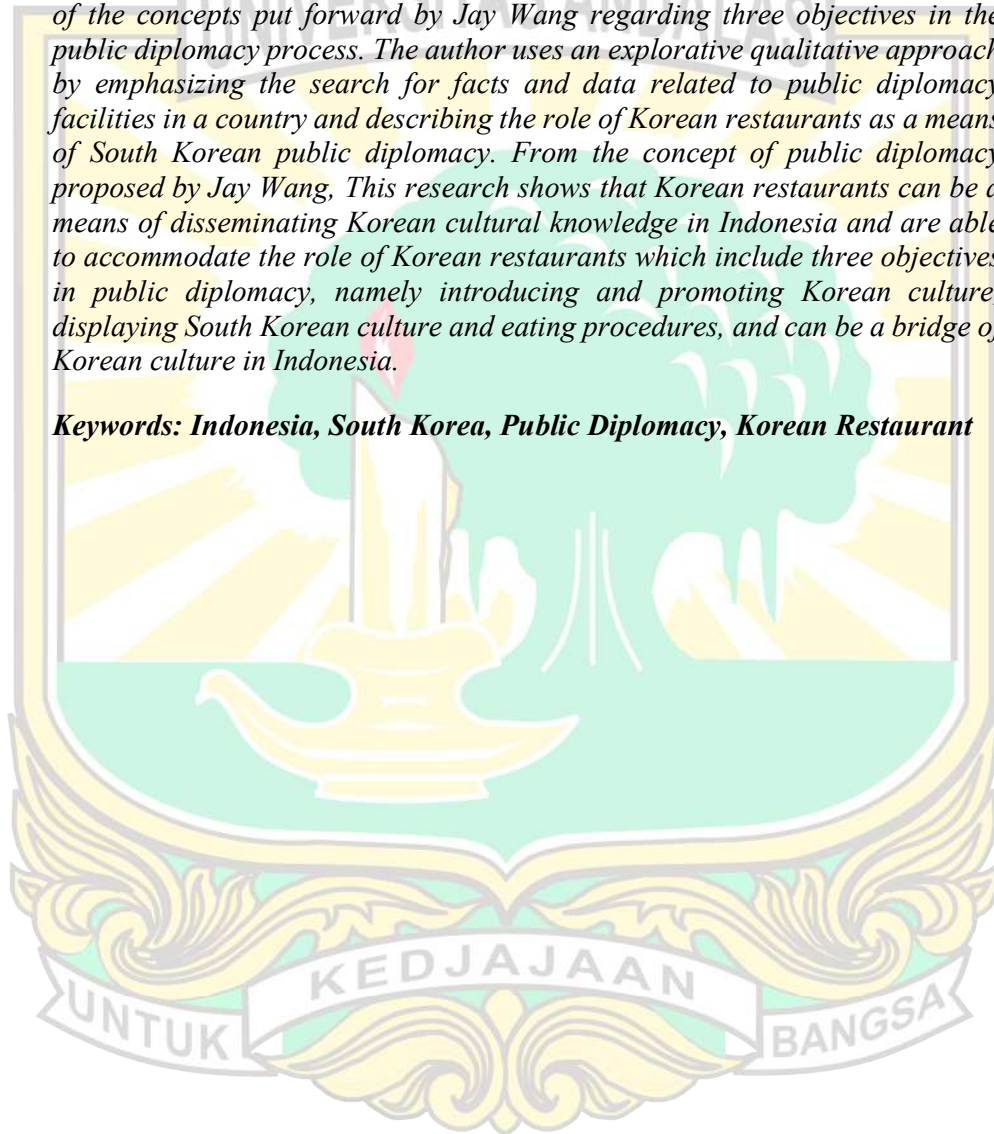 UNIVERSITAS ANDALAS
of the concepts put forward by Jay Wang regarding three objectives in the
public diplomacy process. The author uses an explorative qualitative approach
by emphasizing the search for facts and data related to public diplomacy
facilities in a country and describing the role of Korean restaurants as a means
of South Korean public diplomacy. From the concept of public diplomacy
proposed by Jay Wang, This research shows that Korean restaurants can be a
means of disseminating Korean cultural knowledge in Indonesia and are able
to accommodate the role of Korean restaurants which include three objectives
in public diplomacy, namely introducing and promoting Korean culture,
displaying South Korean culture and eating procedures, and can be a bridge of
Korean culture in Indonesia.
Keywords: Indonesia, South Korea, Public Diplomacy, Korean Restaurant
UNTUK KEDJAJAAN BANGSA